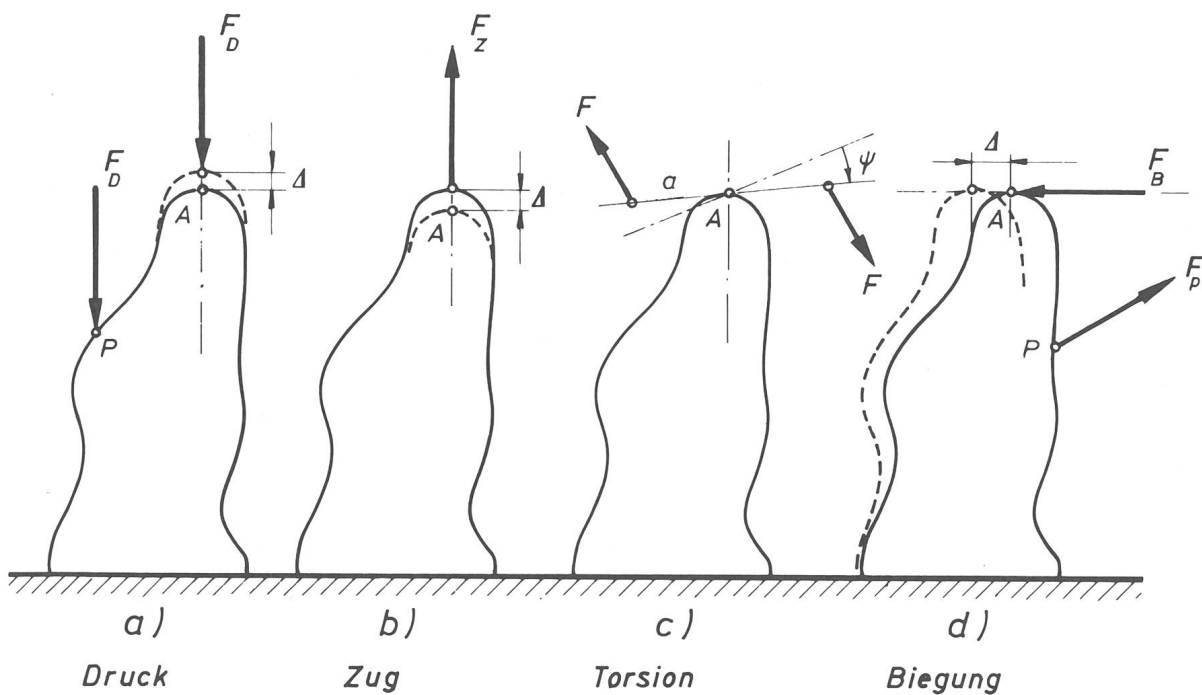 F_D
F_D
Δ
A
P
a)
Druck
F_Z
Δ
A
b)
Zug
F
a
ψ
A
F
c)
Torsion
Δ
F_B
A
F_p
P
d)
Biegung